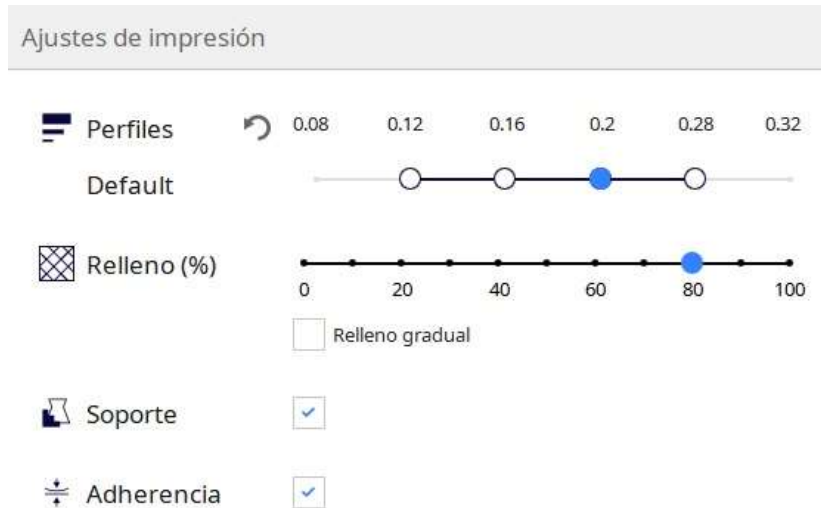 Ajustes de impresión
Perfiles 0.08 0.12 0.16 0.2 0.28 0.32
Default
Relleno (%)
0 20 40 60 80 100
Relleno gradual
Soporte
Adherencia